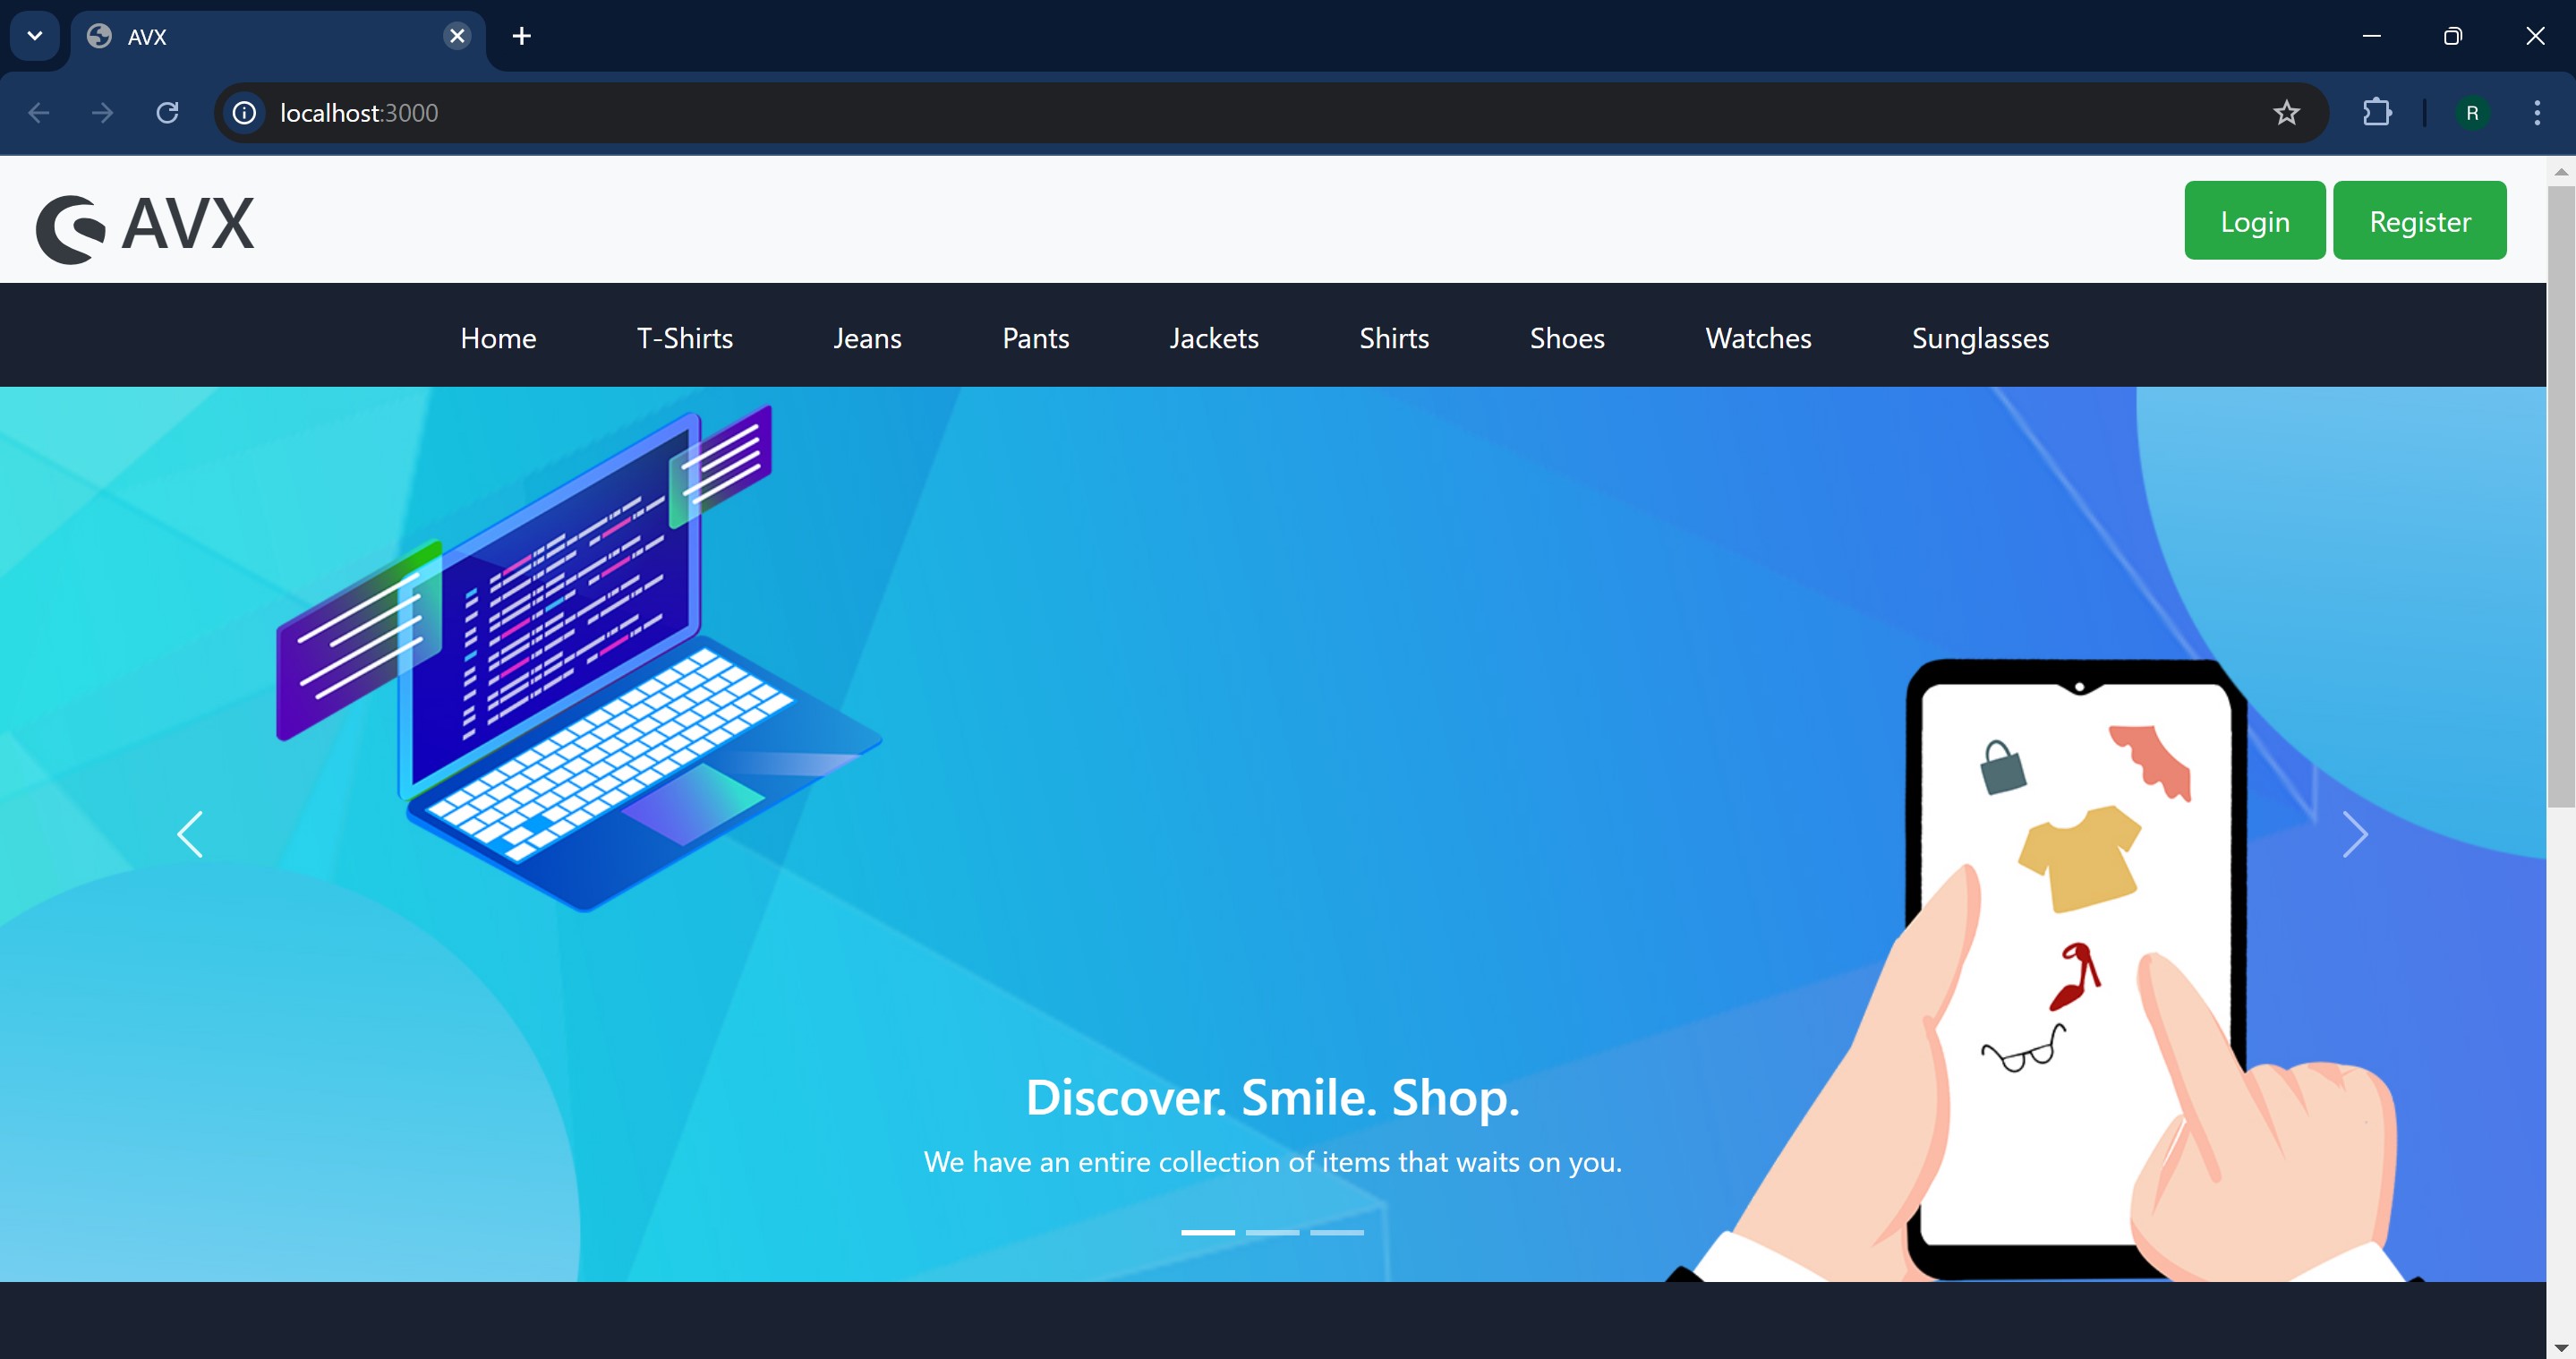 AVX
localhost:3000
R
AVX
Login Register
Home T-Shirts Jeans Pants Jackets Shirts Shoes Watches Sunglasses
Discover. Smile. Shop.
We have an entire collection of items that waits on you.